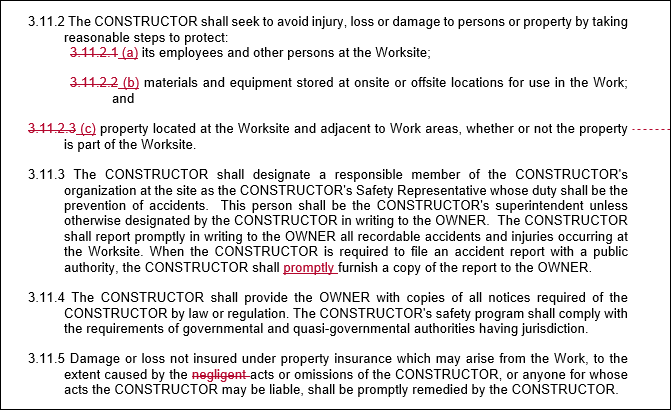 3.11.2 The CONSTRUCTOR shall seek to avoid injury, loss or damage to persons or property by taking
reasonable steps to protect:
3.11.2.1 (a) its employees and other persons at the Worksite;
3.11.2.2 (b) materials and equipment stored at onsite or offsite locations for use in the Work;
and
3.11.2.3 (c) property located at the Worksite and adjacent to Work areas, whether or not the property
is part of the Worksite.
3.11.3 The CONSTRUCTOR shall designate a responsible member of the CONSTRUCTOR's
organization at the site as the CONSTRUCTOR's Safety Representative whose duty shall be the
prevention of accidents. This person shall be the CONSTRUCTOR's superintendent unless
otherwise designated by the CONSTRUCTOR in writing to the OWNER. The CONSTRUCTOR
shall report promptly in writing to the OWNER all recordable accidents and injuries occurring at
the Worksite. When the CONSTRUCTOR is required to file an accident report with a public
authority, the CONSTRUCTOR shall promptly furnish a copy of the report to the OWNER.
3.11.4 The CONSTRUCTOR shall provide the OWNER with copies of all notices required of the
CONSTRUCTOR by law or regulation. The CONSTRUCTOR's safety program shall comply with
the requirements of governmental and quasi-governmental authorities having jurisdiction.
3.11.5 Damage or loss not insured under property insurance which may arise from the Work, to the
extent caused by the negligent acts or omissions of the CONSTRUCTOR, or anyone for whose
acts the CONSTRUCTOR may be liable, shall be promptly remedied by the CONSTRUCTOR.